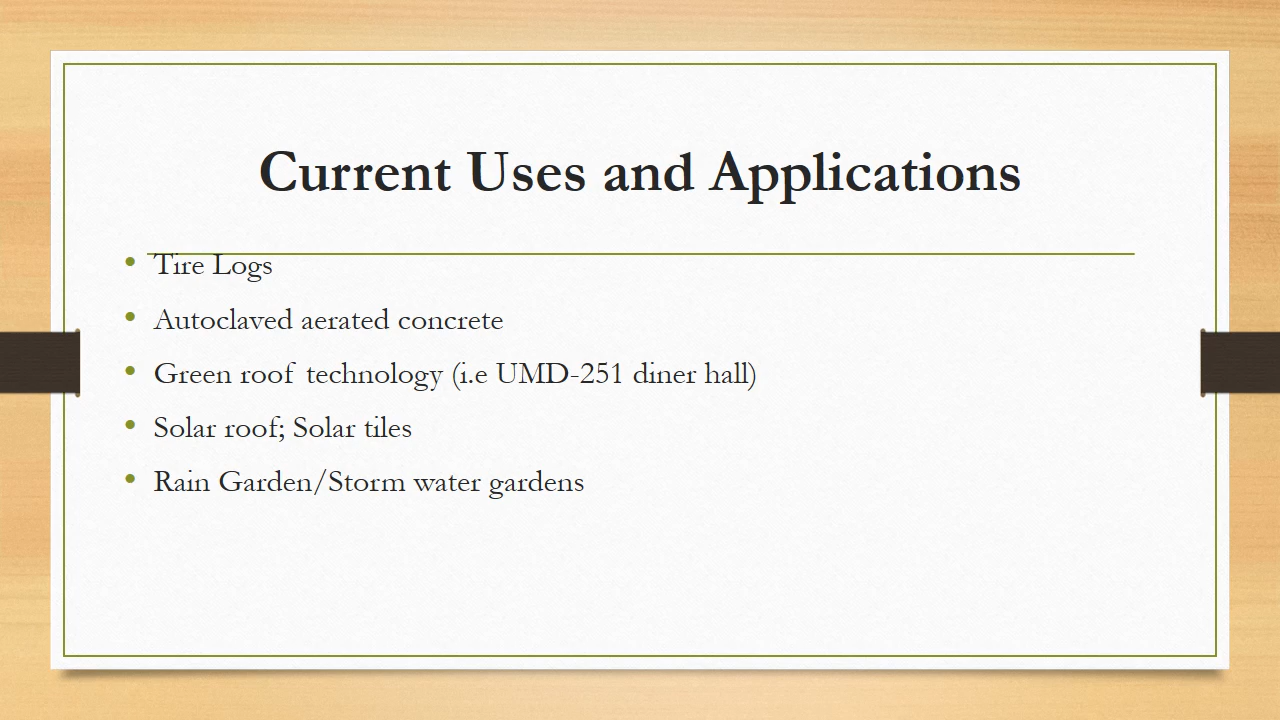 Current Uses and Applications
• Tire Logs
• Autoclaved aerated concrete
• Green roof technology (i.e UMD-251 diner hall)
• Solar roof; Solar tiles
• Rain Garden/Storm water gardens